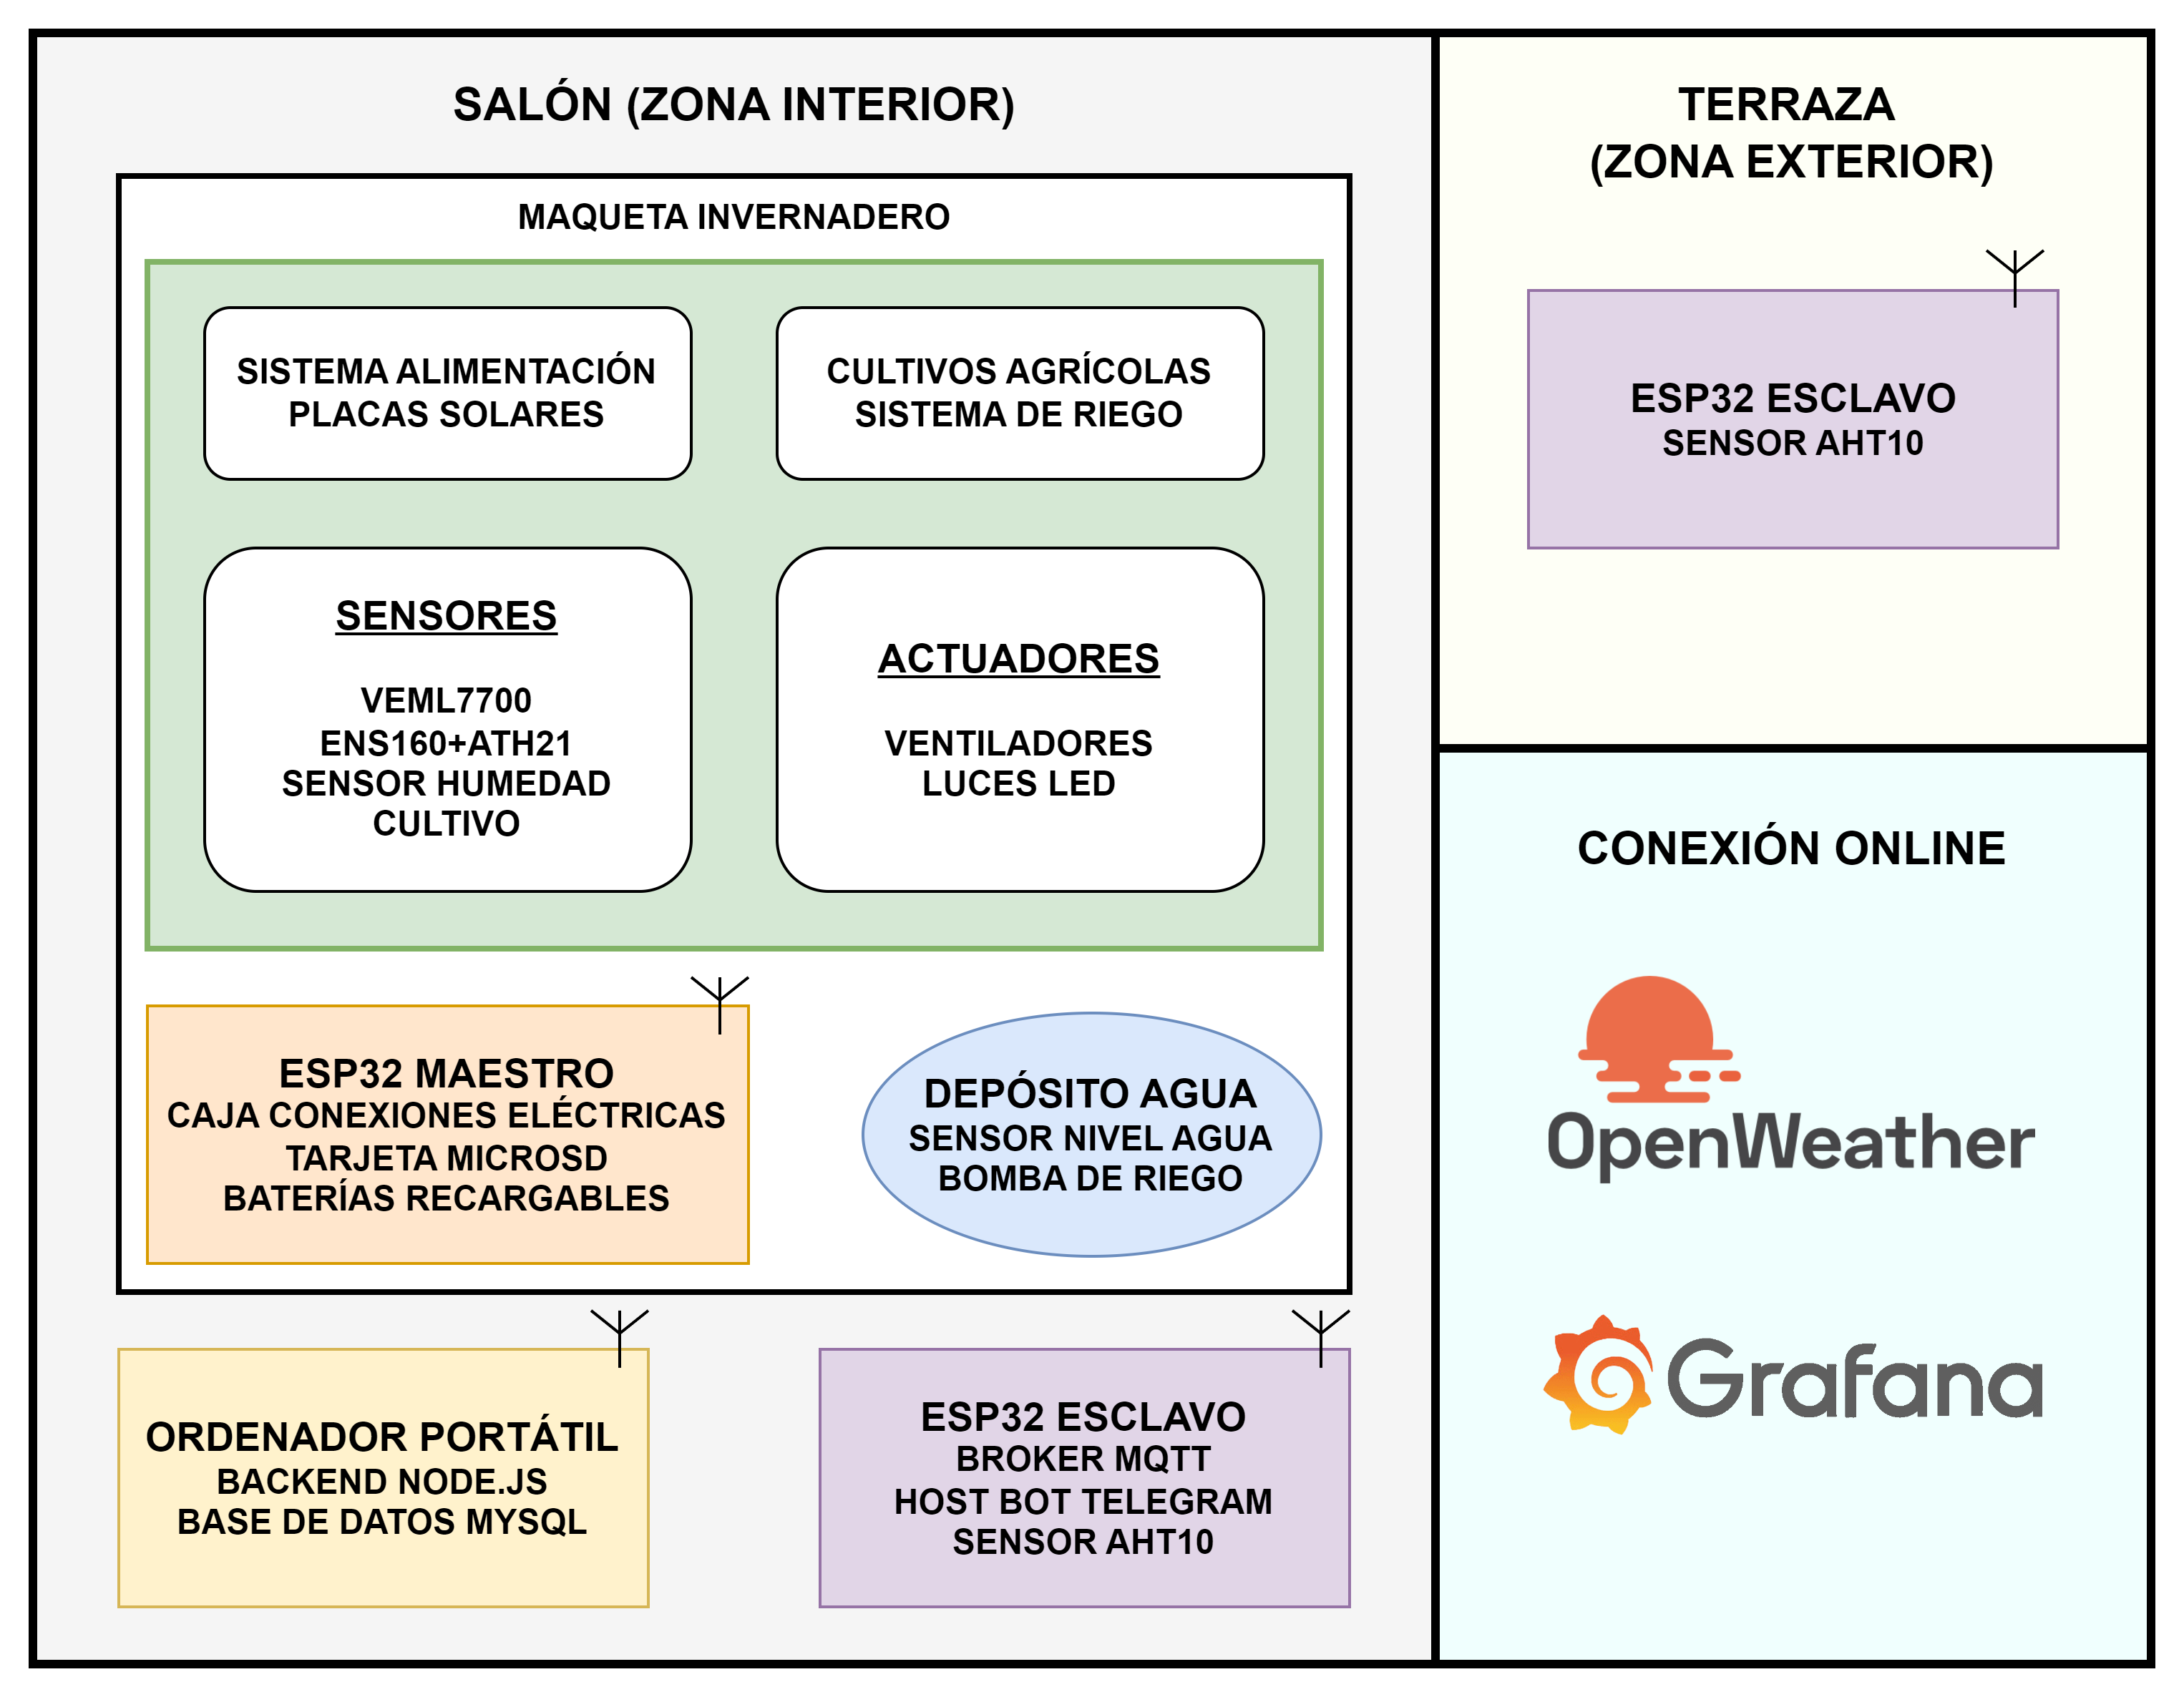 SALÓN (ZONA INTERIOR)
MAQUETA INVERNADERO
SISTEMA ALIMENTACIÓN
PLACAS SOLARES
CULTIVOS AGRÍCOLAS
SISTEMA DE RIEGO
SENSORES
VEML7700
ENS160+ATH21
SENSOR HUMEDAD
CULTIVO
ACTUADORES
VENTILADORES
LUCES LED
ESP32 MAESTRO
CAJA CONEXIONES ELÉCTRICAS
TARJETA MICROSD
BATERÍAS RECARGABLES
DEPÓSITO AGUA
SENSOR NIVEL AGUA
BOMBA DE RIEGO
ORDENADOR PORTÁTIL
BACKEND NODE.JS
BASE DE DATOS MYSQL
ESP32 ESCLAVO
BROKER MQTT
HOST BOT TELEGRAM
SENSOR AHT10
TERRAZA
(ZONA EXTERIOR)
ESP32 ESCLAVO
SENSOR AHT10
CONEXIÓN ONLINE
OpenWeather
Grafana